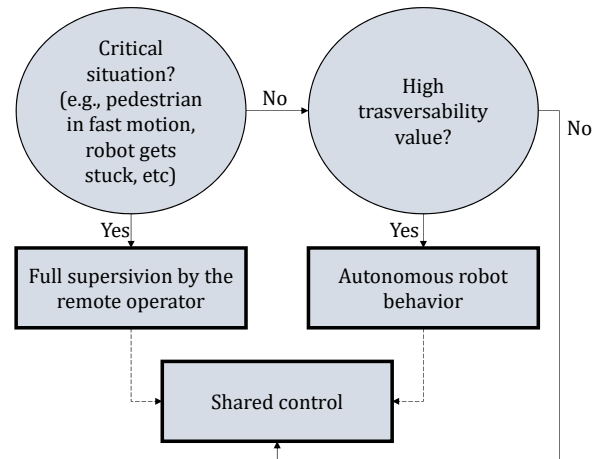 Critical
situation?
(e.g., pedestrian
in fast motion,
robot gets
stuck, etc)
No
High
trasversability
value?
No
Yes
Yes
Full supersivion by the
remote operator
Autonomous robot
behavior
Shared control